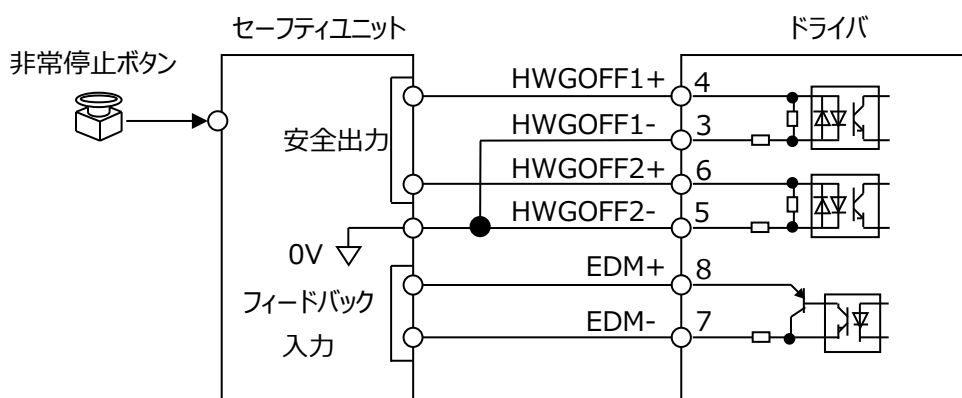 セーフティユニット
ドライバ
非常停止ボタン
安全出力
HWGOFF1+
4
HWGOFF1-
3
HWGOFF2+
6
HWGOFF2-
5
0V
EDM+
8
フィードバック
入力
EDM-
7